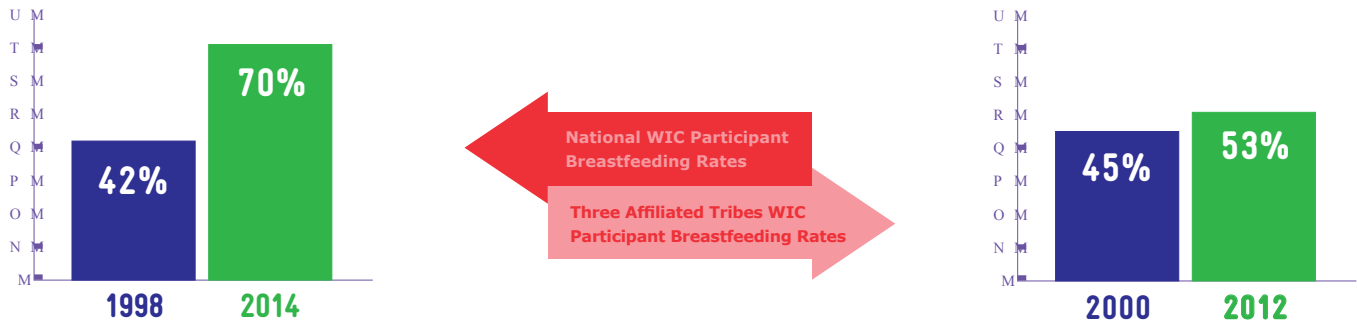 U M
T M
S M
R M
Q M
P M
O M
N M
M
42%
70%
1998
2014
National WIC Participant
Breastfeeding Rates
Three Affiliated Tribes WIC
Participant Breastfeeding Rates
U M
T M
S M
R M
Q M
P M
O M
N M
M
45%
53%
2000
2012